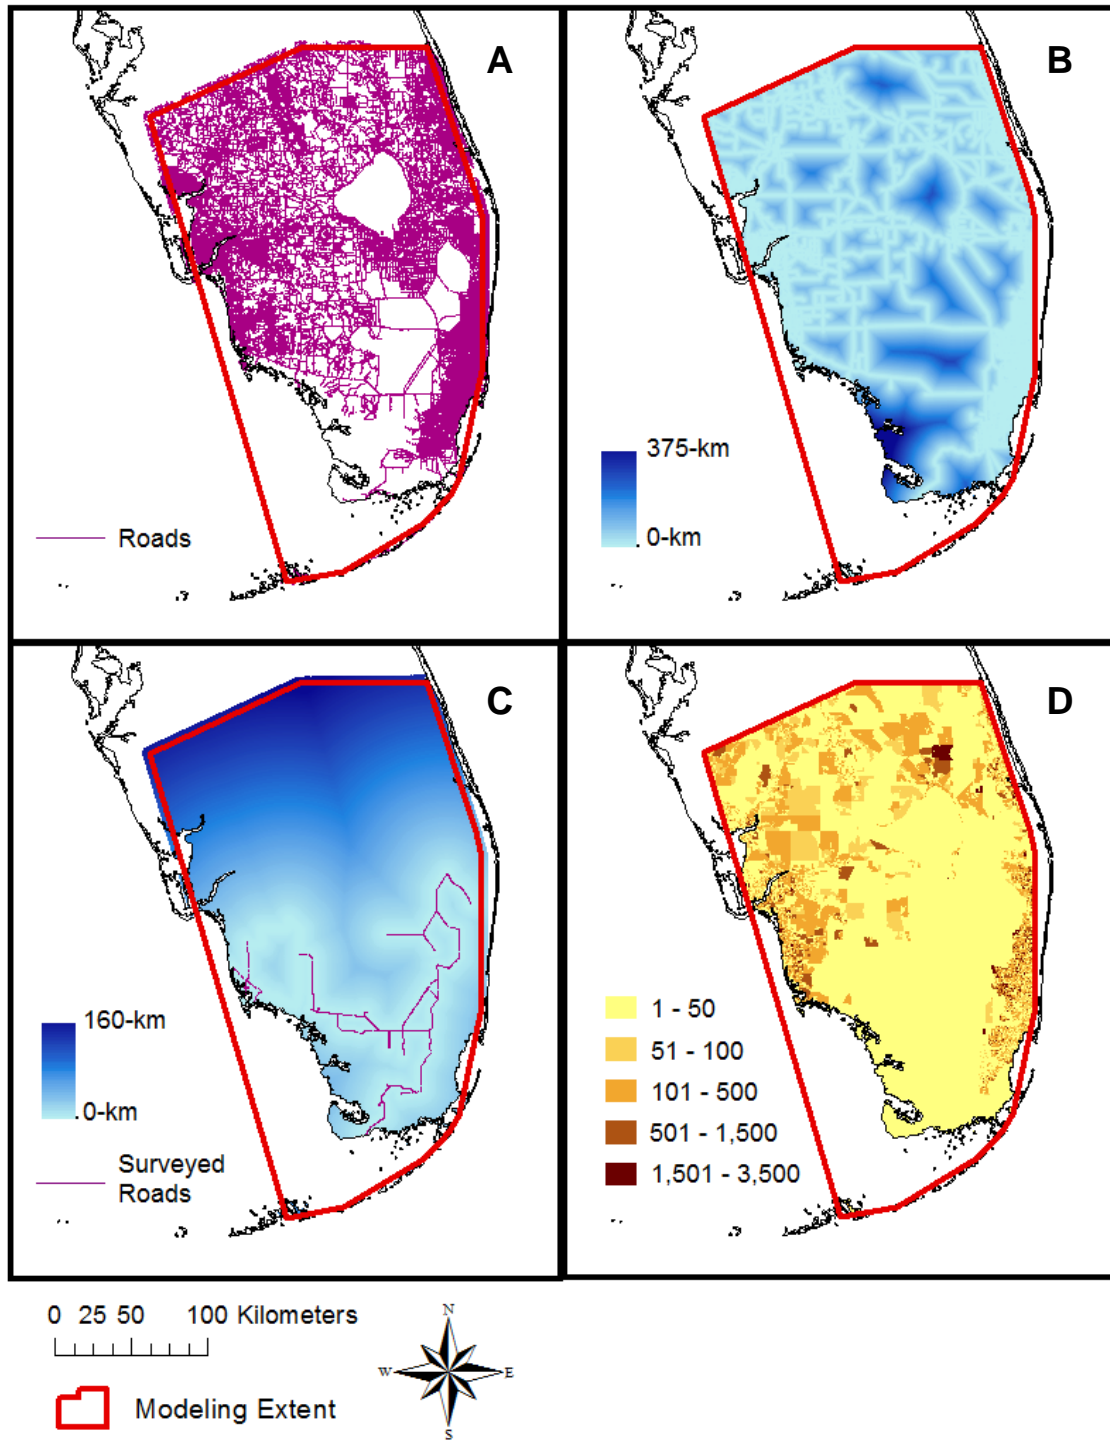 A
Roads
B
375-km
0-km
C
160-km
0-km
Surveyed
Roads
D
1 - 50
51 - 100
101 - 500
501 - 1,500
1,501 - 3,500
0 25 50 100 Kilometers
N
W E
S
Modeling Extent